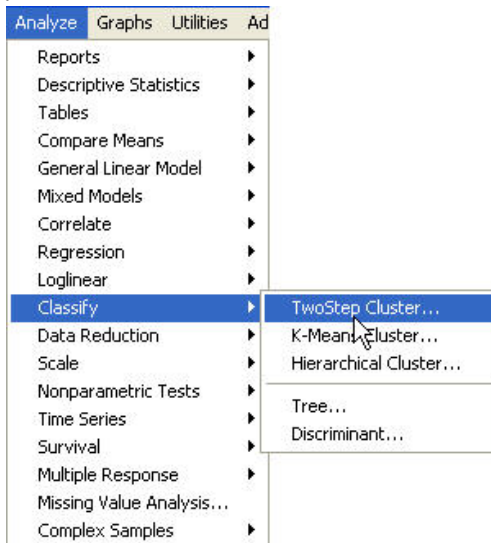 Analyze Graphs Utilities Ad
Reports
Descriptive Statistics
Tables
Compare Means
General Linear Model
Mixed Models
Correlate
Regression
Loglinear
Classify
Data Reduction
Scale
Nonparametric Tests
Time Series
Survival
Multiple Response
Missing Value Analysis...
Complex Samples
TwoStep Cluster...
K-Means Cluster...
Hierarchical Cluster...
Tree...
Discriminant...